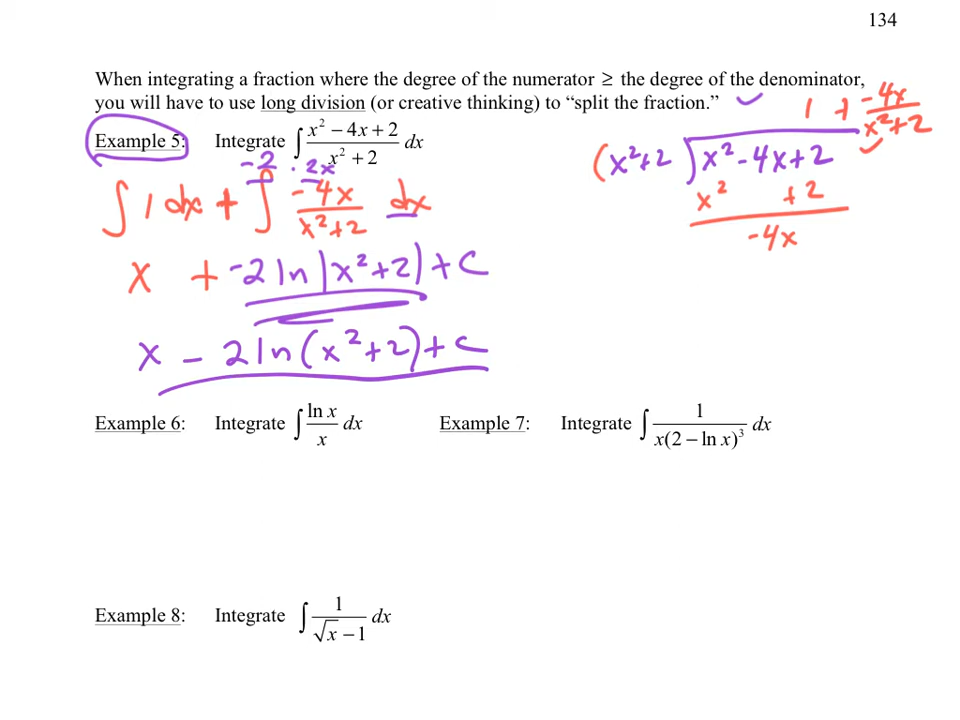 134
When integrating a fraction where the degree of the numerator ≥ the degree of the denominator,
you will have to use long division (or creative thinking) to “split the fraction.”
Example 5: Integrate ∫ (x² − 4x + 2)/(x² + 2) dx
1 + −4x/(x²+2)
(x²+2 ) x² − 4x + 2
x² + 2
−4x
−2 · 2x
∫ 1 dx + ∫ −4x/(x²+2) dx
x + −2 ln |x²+2| + c
x − 2 ln (x²+2) + c
Example 6: Integrate ∫ ln x / x dx Example 7: Integrate ∫ 1/(x(2 − ln x)³) dx
Example 8: Integrate ∫ 1/(√x − 1) dx